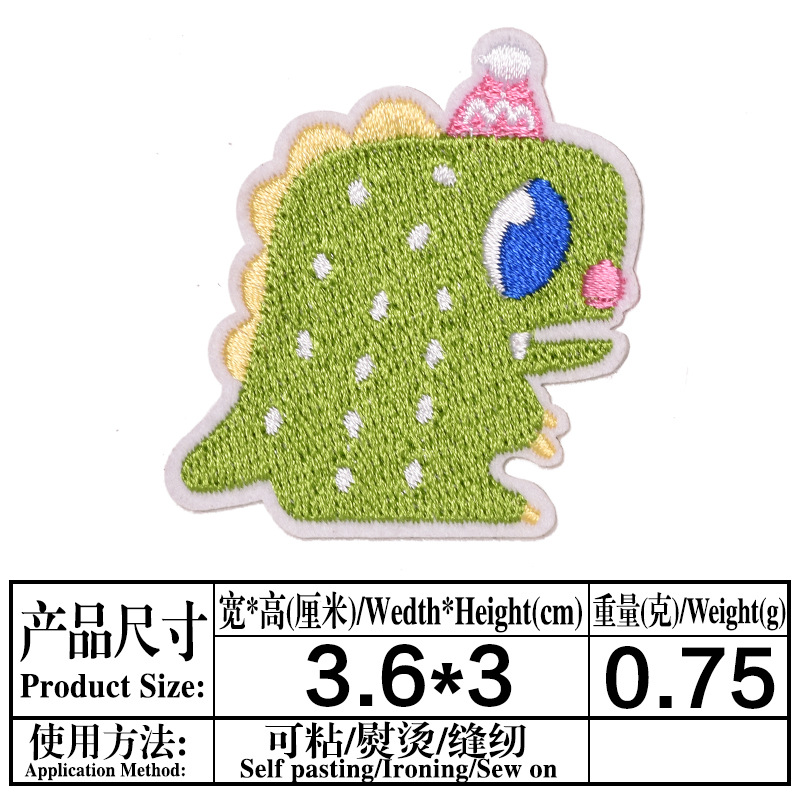 产品尺寸
Product Size:
宽*高(厘米)/Wedth*Height(cm)
重量(克)/Weight(g)
3.6*3
0.75
使用方法:
Application Method:
可粘/熨烫/缝纫
Self pasting/Ironing/Sew on